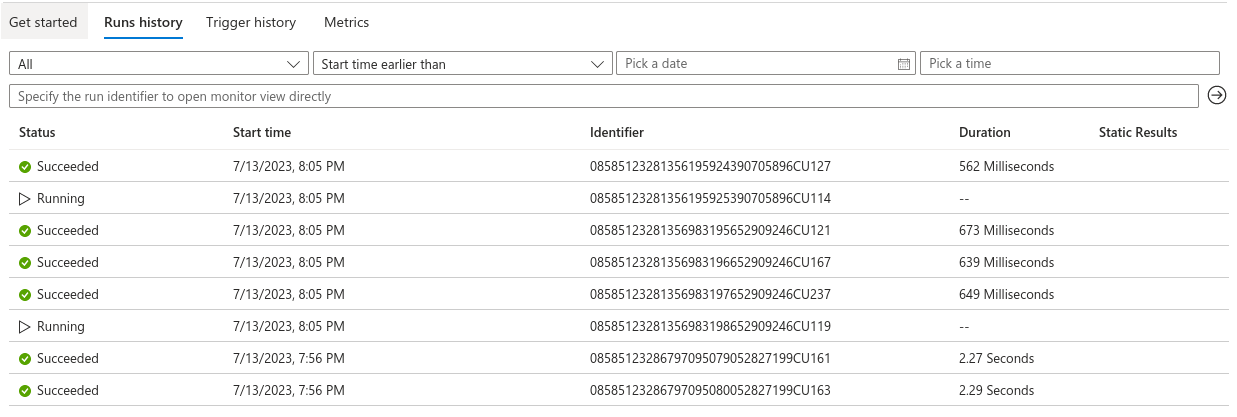 Get started Runs history Trigger history Metrics
All Start time earlier than Pick a date Pick a time
Specify the run identifier to open monitor view directly
Status Start time Identifier Duration Static Results
Succeeded 7/13/2023, 8:05 PM 08585123281356195924390705896CU127 562 Milliseconds
Running 7/13/2023, 8:05 PM 08585123281356195925390705896CU114 --
Succeeded 7/13/2023, 8:05 PM 08585123281356983195652909246CU121 673 Milliseconds
Succeeded 7/13/2023, 8:05 PM 08585123281356983196652909246CU167 639 Milliseconds
Succeeded 7/13/2023, 8:05 PM 08585123281356983197652909246CU237 649 Milliseconds
Running 7/13/2023, 8:05 PM 08585123281356983198652909246CU119 --
Succeeded 7/13/2023, 7:56 PM 08585123286797095079052827199CU161 2.27 Seconds
Succeeded 7/13/2023, 7:56 PM 08585123286797095080052827199CU163 2.29 Seconds